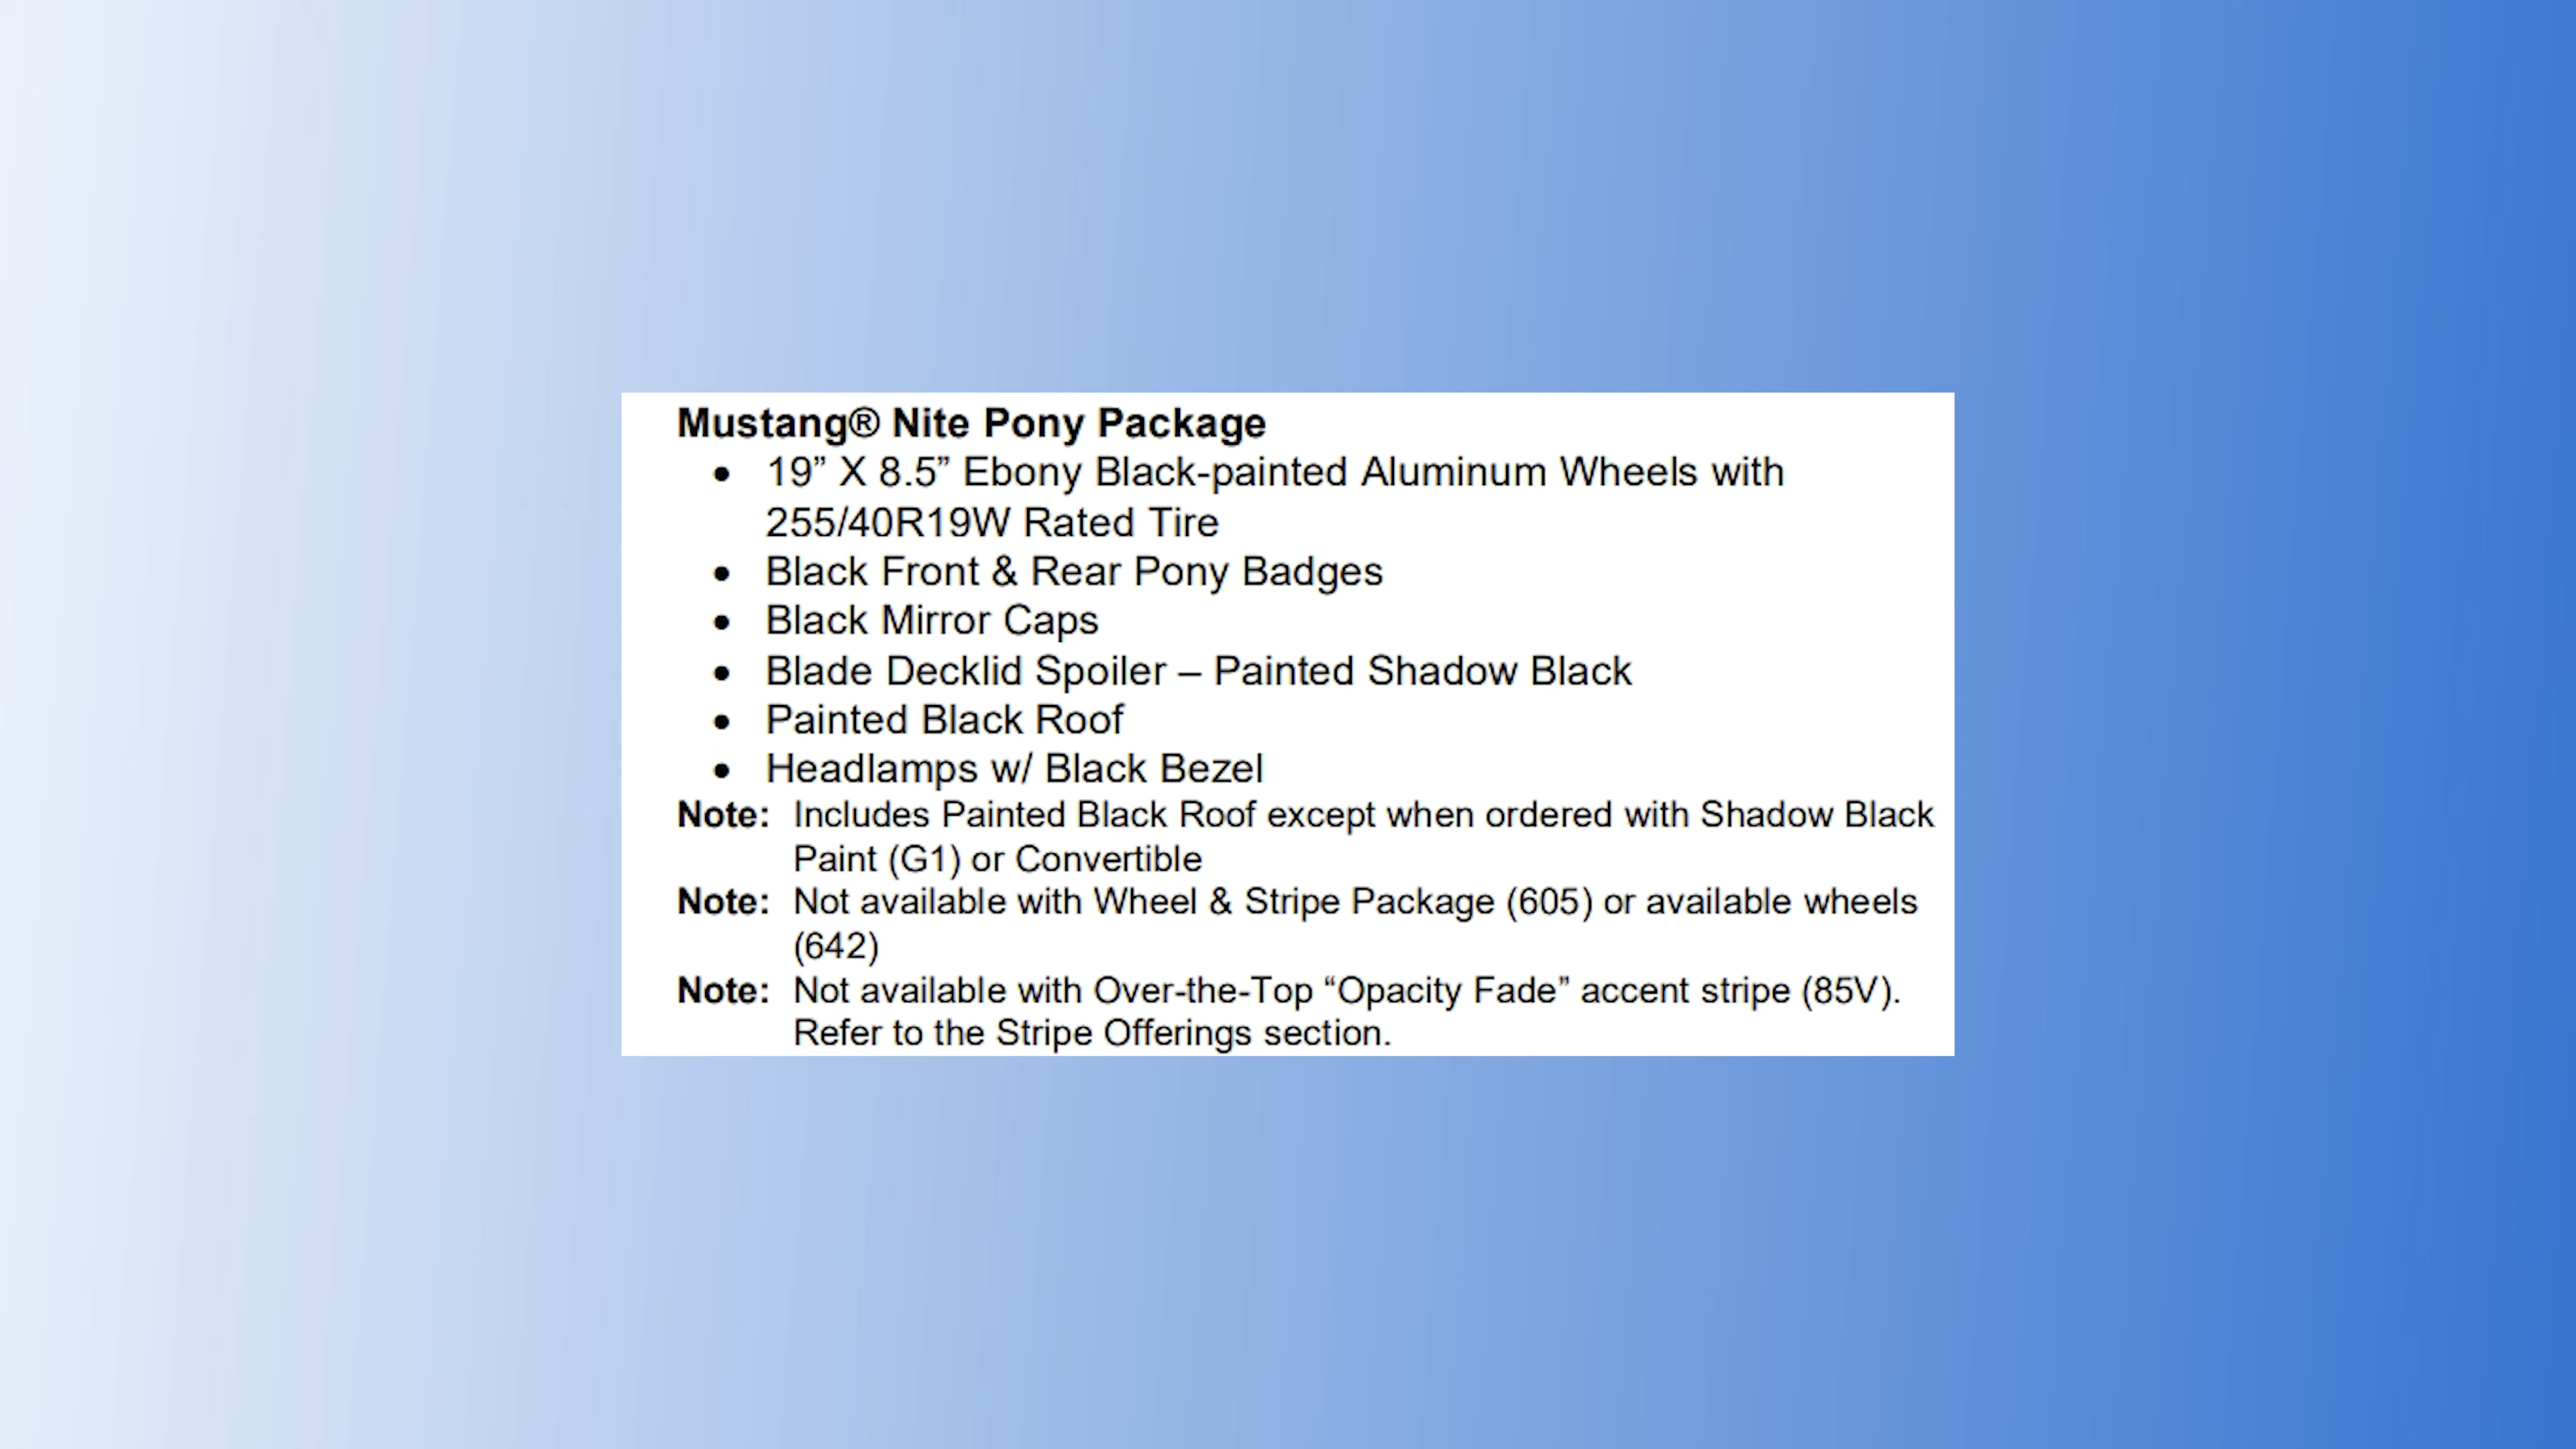 Mustang® Nite Pony Package
• 19” X 8.5” Ebony Black-painted Aluminum Wheels with
255/40R19W Rated Tire
• Black Front & Rear Pony Badges
• Black Mirror Caps
• Blade Decklid Spoiler – Painted Shadow Black
• Painted Black Roof
• Headlamps w/ Black Bezel
Note: Includes Painted Black Roof except when ordered with Shadow Black
Paint (G1) or Convertible
Note: Not available with Wheel & Stripe Package (605) or available wheels
(642)
Note: Not available with Over-the-Top “Opacity Fade” accent stripe (85V).
Refer to the Stripe Offerings section.